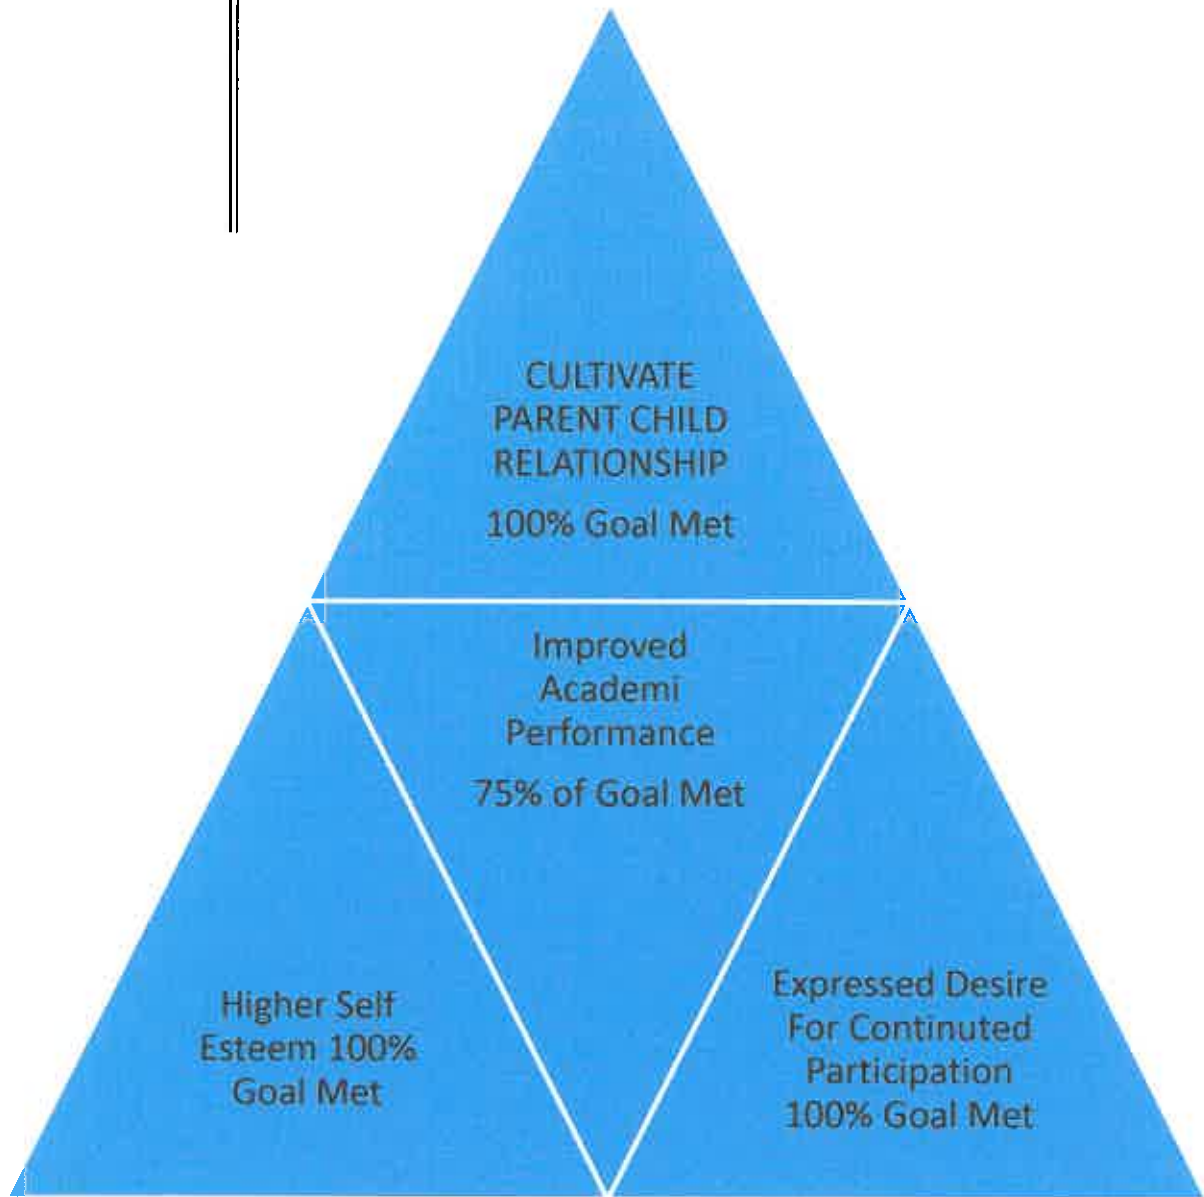 CULTIVATE
PARENT CHILD
RELATIONSHIP
100% Goal Met
Improved
Academi
Performance
75% of Goal Met
Higher Self
Esteem 100%
Goal Met
Expressed Desire
For Continuted
Participation
100% Goal Met